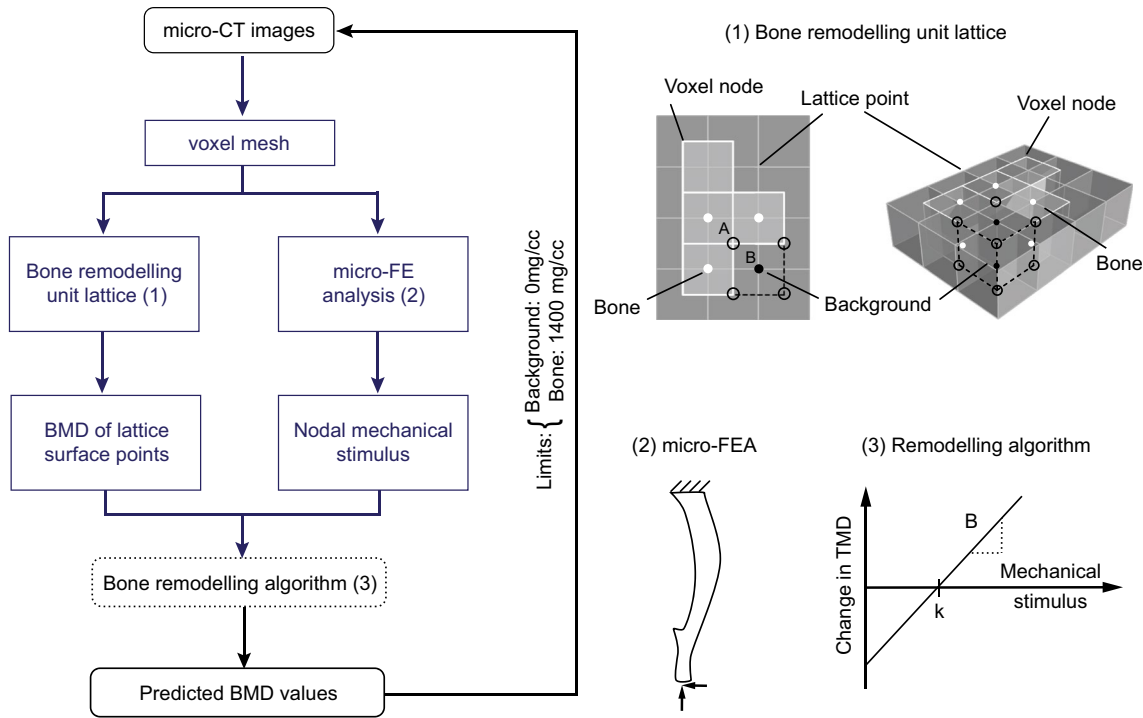 micro-CT images
voxel mesh
Bone remodelling
unit lattice (1)
micro-FE
analysis (2)
BMD of lattice
surface points
Nodal mechanical
stimulus
Bone remodelling algorithm (3)
Predicted BMD values
Limits: {
Background: 0mg/cc
Bone: 1400 mg/cc
(1) Bone remodelling unit lattice
Voxel node
Lattice point
Voxel node
A
B
Bone
Background
Bone
(2) micro-FEA
(3) Remodelling algorithm
Change in TMD
B
Mechanical
stimulus
k